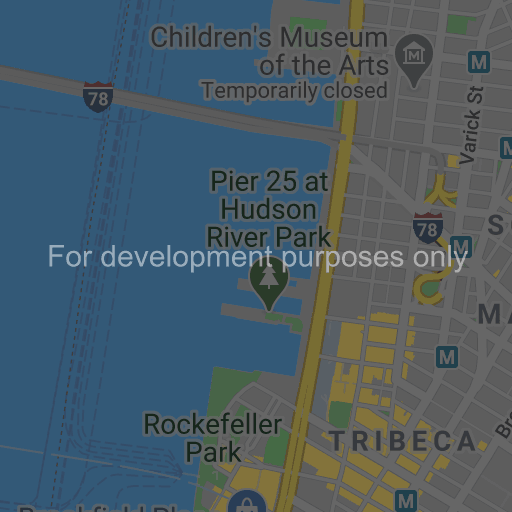 Children's Museum
of the Arts
Temporarily closed
M
78
Varick St
M
Pier 25 at
Hudson
River Park
78
M
For development purposes only
M
Rockefeller
Park
TRIBECA
M